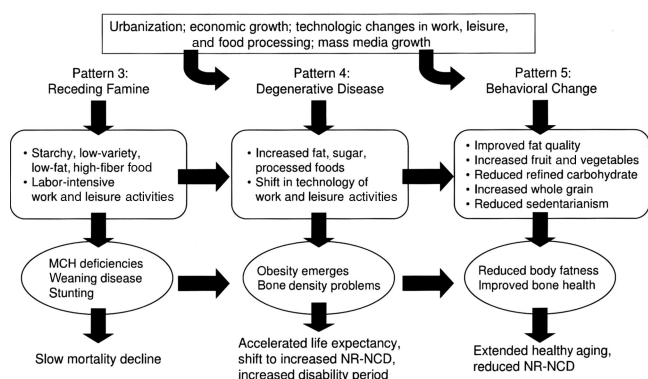 Urbanization; economic growth; technologic changes in work, leisure,
and food processing; mass media growth
Pattern 3:
Receding Famine
Pattern 4:
Degenerative Disease
Pattern 5:
Behavioral Change
• Starchy, low-variety,
low-fat, high-fiber food
• Labor-intensive
work and leisure activities
• Increased fat, sugar,
processed foods
• Shift in technology of
work and leisure activities
• Improved fat quality
• Increased fruit and vegetables
• Reduced refined carbohydrate
• Increased whole grain
• Reduced sedentarianism
MCH deficiencies
Weaning disease
Stunting
Obesity emerges
Bone density problems
Reduced body fatness
Improved bone health
Slow mortality decline
Accelerated life expectancy,
shift to increased NR-NCD,
increased disability period
Extended healthy aging,
reduced NR-NCD